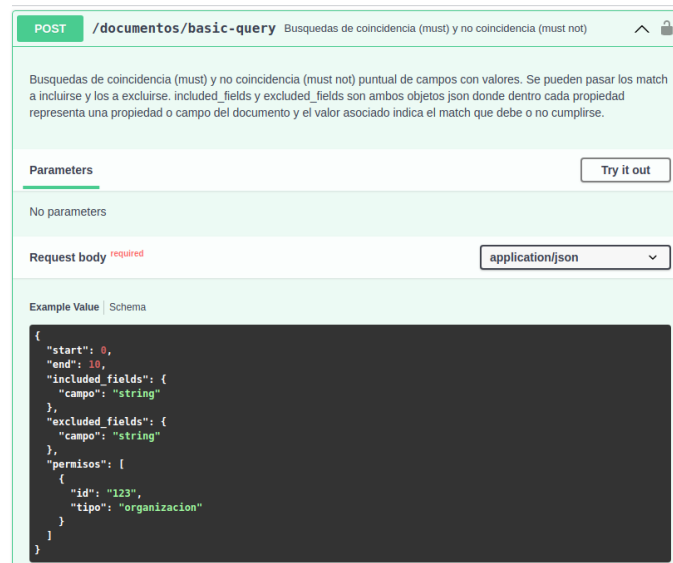 POST /documentos/basic-query Busquedas de coincidencia (must) y no coincidencia (must not)
Busquedas de coincidencia (must) y no coincidencia (must not) puntual de campos con valores. Se pueden pasar los match
a incluirse y los a excluirse. included_fields y excluded_fields son ambos objetos json donde dentro cada propiedad
representa una propiedad o campo del documento y el valor asociado indica el match que debe o no cumplirse.
Parameters
Try it out
No parameters
Request body required
application/json
Example Value Schema
{
  "start": 0,
  "end": 10,
  "included_fields": {
    "campo": "string"
  },
  "excluded_fields": {
    "campo": "string"
  },
  "permisos": [
    {
      "id": "123",
      "tipo": "organizacion"
    }
  ]
}